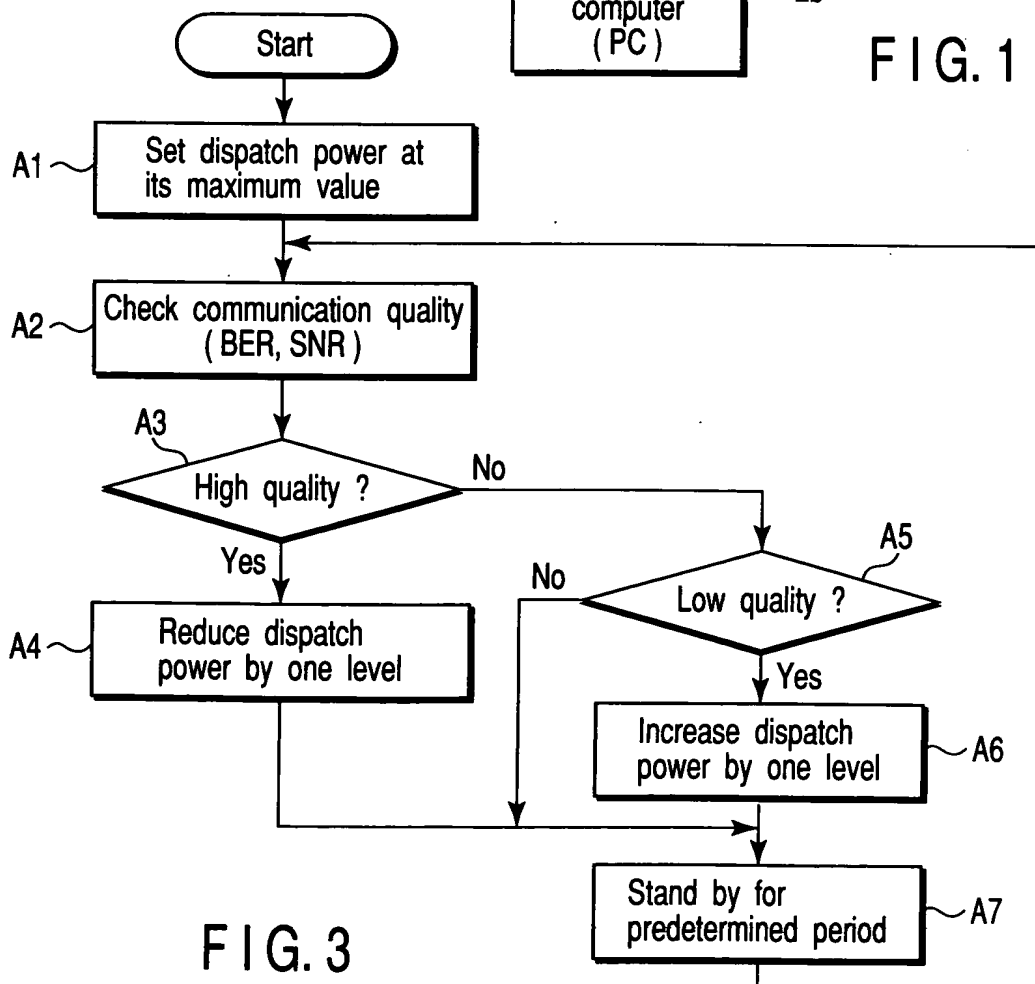 computer
( PC )
FIG. 1
Start
A1
Set dispatch power at
its maximum value
A2
Check communication quality
( BER, SNR )
A3
High quality ?
No
Yes
A5
Low quality ?
No
Yes
A4
Reduce dispatch
power by one level
Increase dispatch
power by one level
A6
Stand by for
predetermined period
A7
FIG. 3